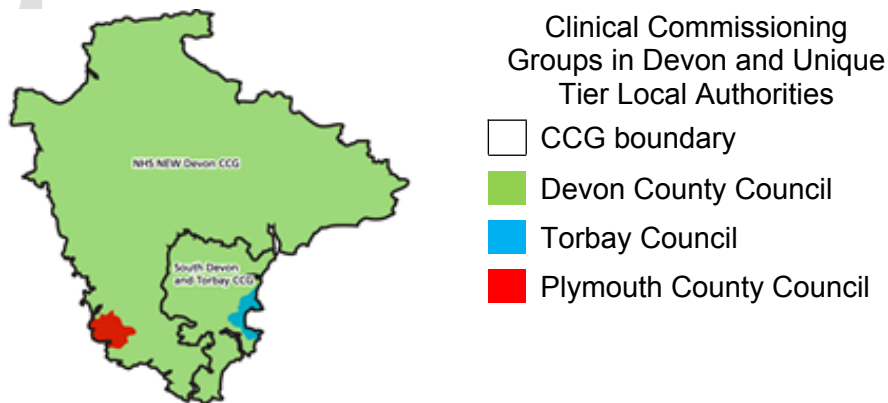 Clinical Commissioning
Groups in Devon and Unique
Tier Local Authorities
CCG boundary
Devon County Council
Torbay Council
Plymouth County Council
NHS NEW Devon CCG
South Devon
and Torbay CCG